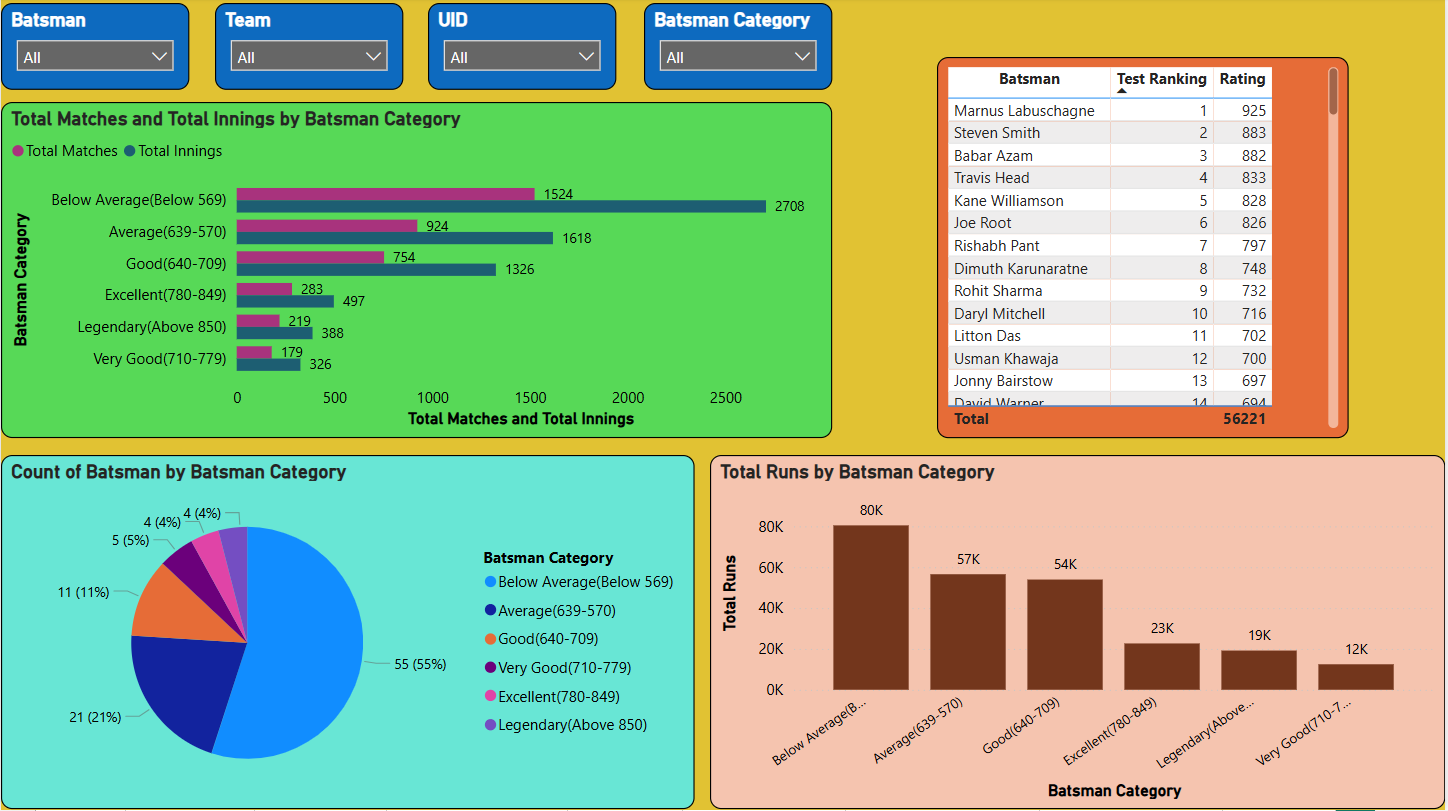 Batsman
All
Team
All
UID
All
Batsman Category
All
Total Matches and Total Innings by Batsman Category
Total Matches Total Innings
Batsman Category
Below Average(Below 569) 1524 2708
Average(639-570) 924 1618
Good(640-709) 754 1326
Excellent(780-849) 283 497
Legendary(Above 850) 219 388
Very Good(710-779) 179 326
0 500 1000 1500 2000 2500
Total Matches and Total Innings
Batsman Test Ranking Rating
Marnus Labuschagne 1 925
Steven Smith 2 883
Babar Azam 3 882
Travis Head 4 833
Kane Williamson 5 828
Joe Root 6 826
Rishabh Pant 7 797
Dimuth Karunaratne 8 748
Rohit Sharma 9 732
Daryl Mitchell 10 716
Litton Das 11 702
Usman Khawaja 12 700
Jonny Bairstow 13 697
David Warner 14 694
Total 56221
Count of Batsman by Batsman Category
4 (4%)
4 (4%)
5 (5%)
11 (11%)
55 (55%)
21 (21%)
Batsman Category
Below Average(Below 569)
Average(639-570)
Good(640-709)
Very Good(710-779)
Excellent(780-849)
Legendary(Above 850)
Total Runs by Batsman Category
Total Runs
80K
60K
40K
20K
0K
80K 57K 54K 23K 19K 12K
Below Average(B...
Average(639-570)
Good(640-709)
Excellent(780-849)
Legendary(Above...
Very Good(710-7...
Batsman Category